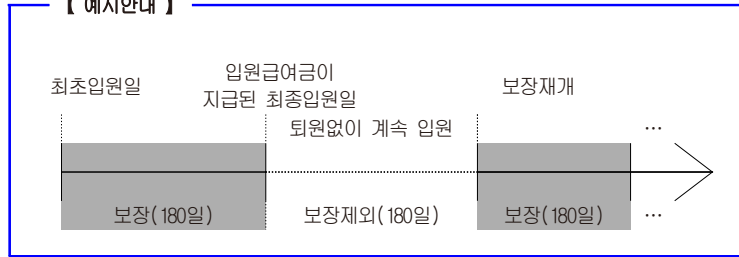 【 예시안내 】
최초입원일
입원급여금이
지급된 최종입원일
보장재개
퇴원없이 계속 입원
…
보장(180일)
보장제외(180일)
보장(180일)
…